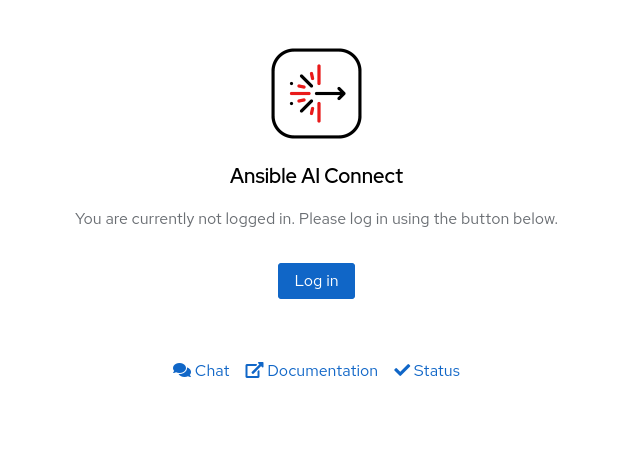 Ansible AI Connect
You are currently not logged in. Please log in using the button below.
Log in
Chat Documentation Status